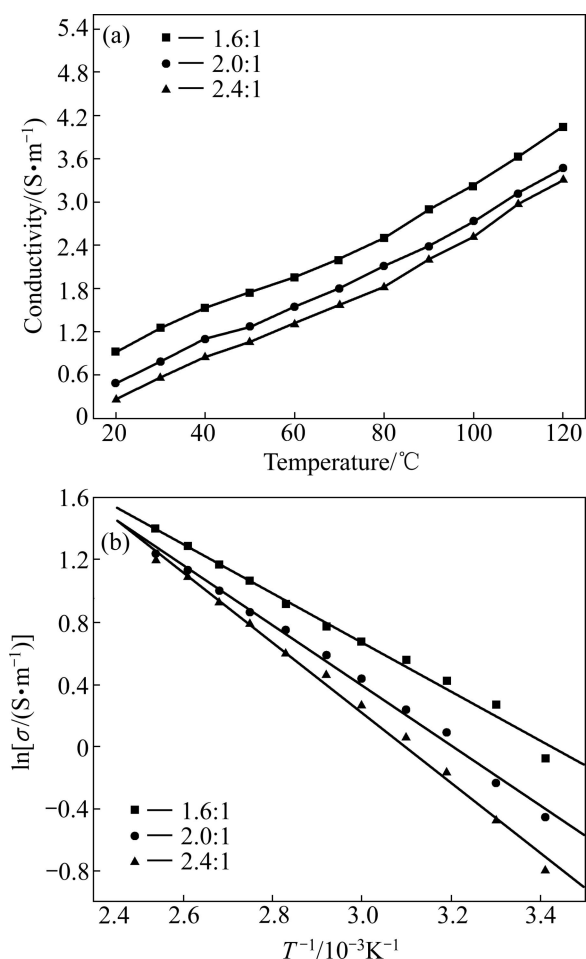 (a)
1.6:1
2.0:1
2.4:1
5.4
4.8
4.2
3.6
3.0
2.4
1.8
1.2
0.6
0
Conductivity/(S•m⁻¹)
20 40 60 80 100 120
Temperature/℃
(b)
1.6
1.2
0.8
0.4
0
−0.4
−0.8
ln[σ/(S•m⁻¹)]
1.6:1
2.0:1
2.4:1
2.4 2.6 2.8 3.0 3.2 3.4
T⁻¹/10⁻³K⁻¹